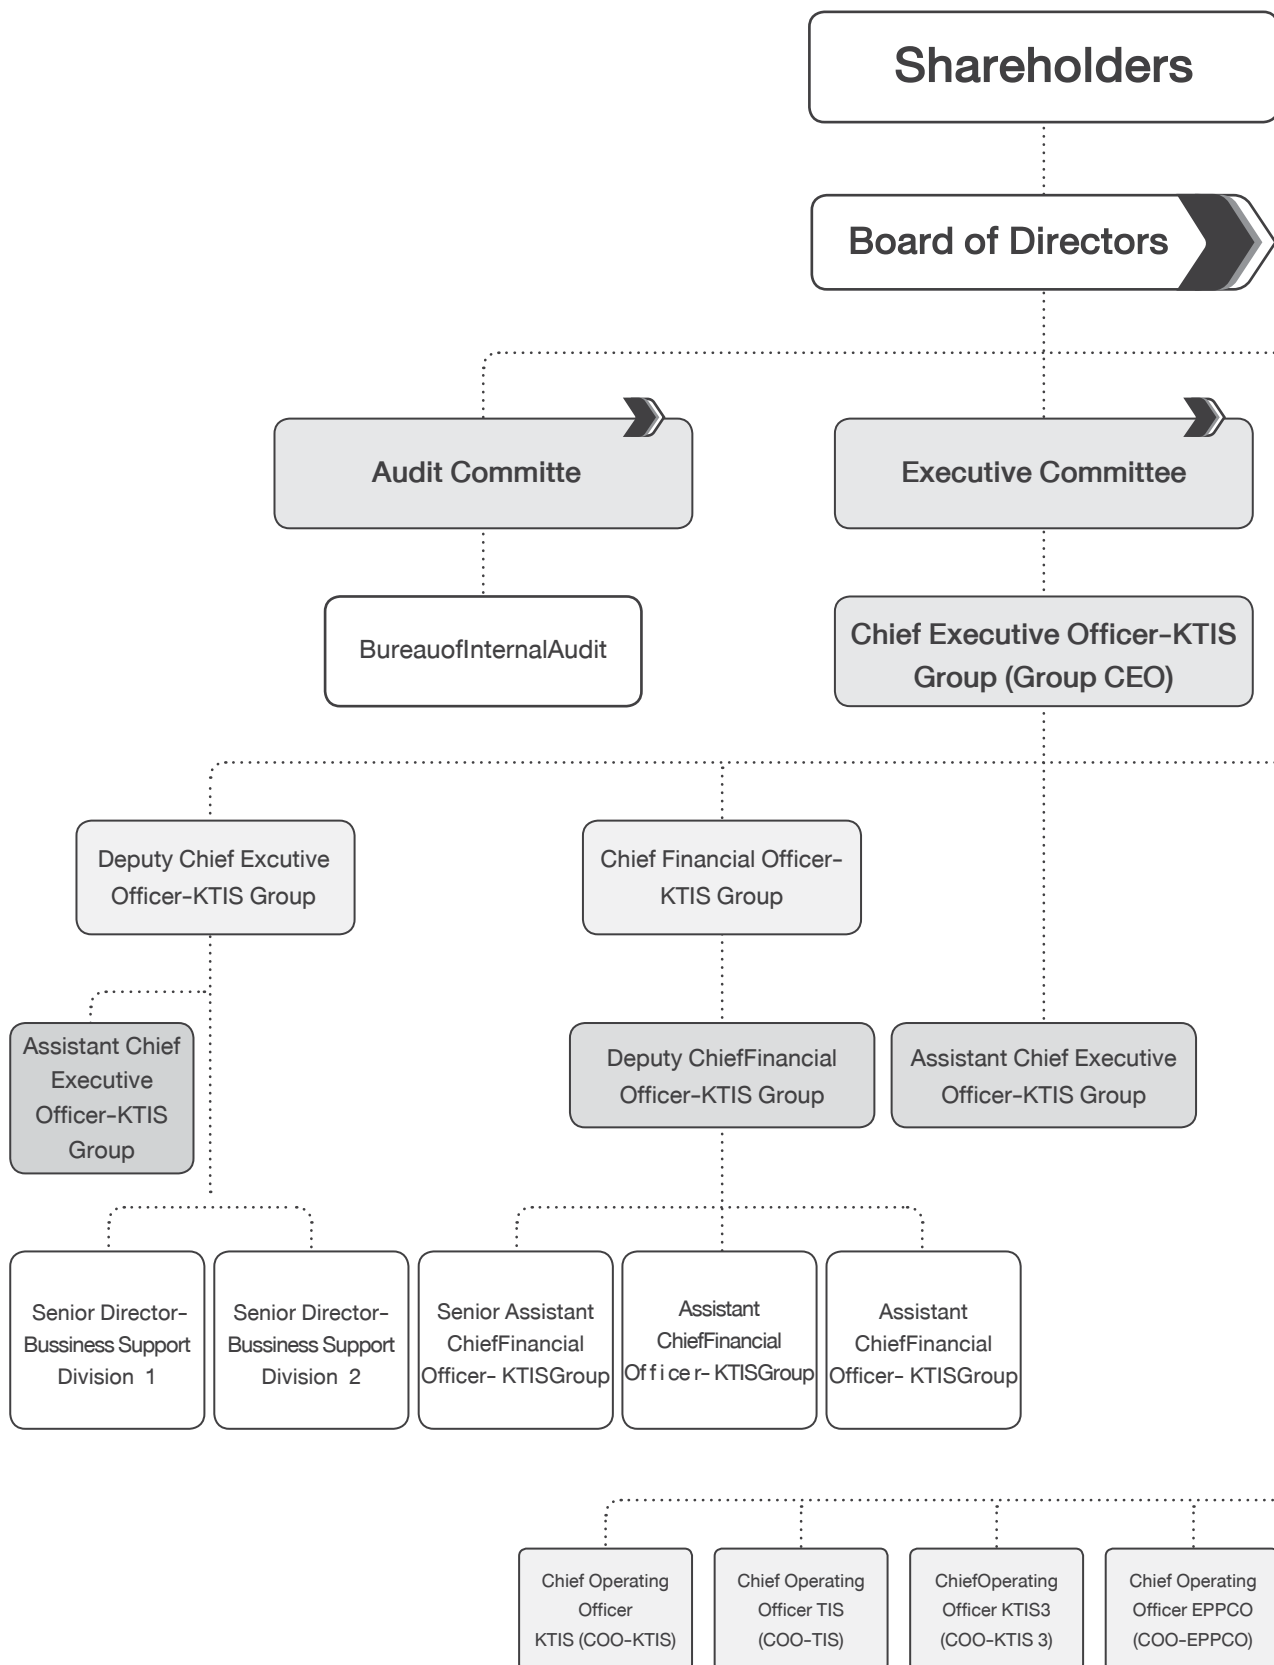 Shareholders
Board of Directors
Audit Committe
Executive Committee
BureauofInternalAudit
Chief Executive Officer-KTIS
Group (Group CEO)
Deputy Chief Excutive
Officer-KTIS Group
Chief Financial Officer-
KTIS Group
Assistant Chief
Executive
Officer-KTIS
Group
Deputy ChiefFinancial
Officer-KTIS Group
Assistant Chief Executive
Officer-KTIS Group
Senior Director-
Bussiness Support
Division 1
Senior Director-
Bussiness Support
Division 2
Senior Assistant
ChiefFinancial
Officer- KTISGroup
Assistant
ChiefFinancial
Officer- KTISGroup
Assistant
ChiefFinancial
Officer- KTISGroup
Chief Operating
Officer
KTIS (COO-KTIS)
Chief Operating
Officer TIS
(COO-TIS)
ChiefOperating
Officer KTIS3
(COO-KTIS 3)
Chief Operating
Officer EPPCO
(COO-EPPCO)